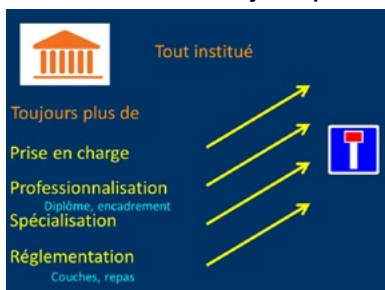 Tout institué
Toujours plus de
Prise en charge
Professionnalisation
Diplôme, encadrement
Spécialisation
Réglementation
Couches, repas